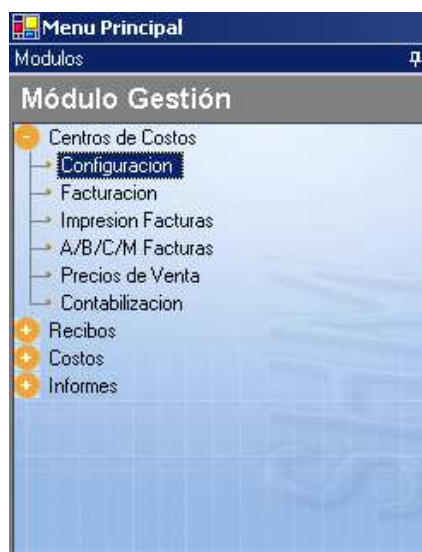 Menu Principal
Modulos
Módulo Gestión
Centros de Costos
Configuracion
Facturacion
Impresion Facturas
A/B/C/M Facturas
Precios de Venta
Contabilizacion
Recibos
Costos
Informes